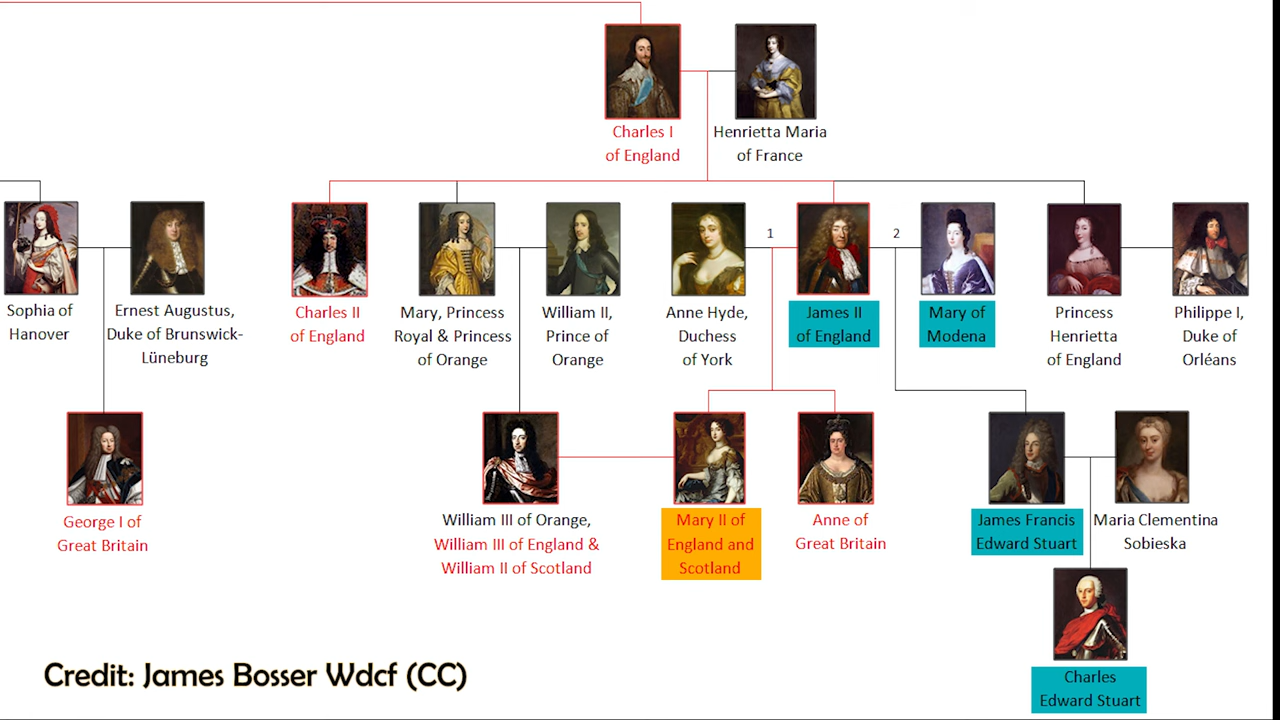 Charles I
of England
Henrietta Maria
of France
1
2
Sophia of
Hanover
Ernest Augustus,
Duke of Brunswick-
Lüneburg
Charles II
of England
Mary, Princess
Royal & Princess
of Orange
William II,
Prince of
Orange
Anne Hyde,
Duchess
of York
James II
of England
Mary of
Modena
Princess
Henrietta
of England
Philippe I,
Duke of
Orléans
George I of
Great Britain
William III of Orange,
William III of England &
William II of Scotland
Mary II of
England and
Scotland
Anne of
Great Britain
James Francis
Edward Stuart
Maria Clementina
Sobieska
Charles
Edward Stuart
Credit: James Bosser Wdcf (CC)